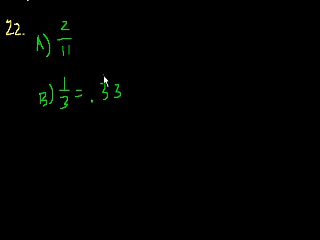 22.
A) 2/11
B) 1/3 = .33